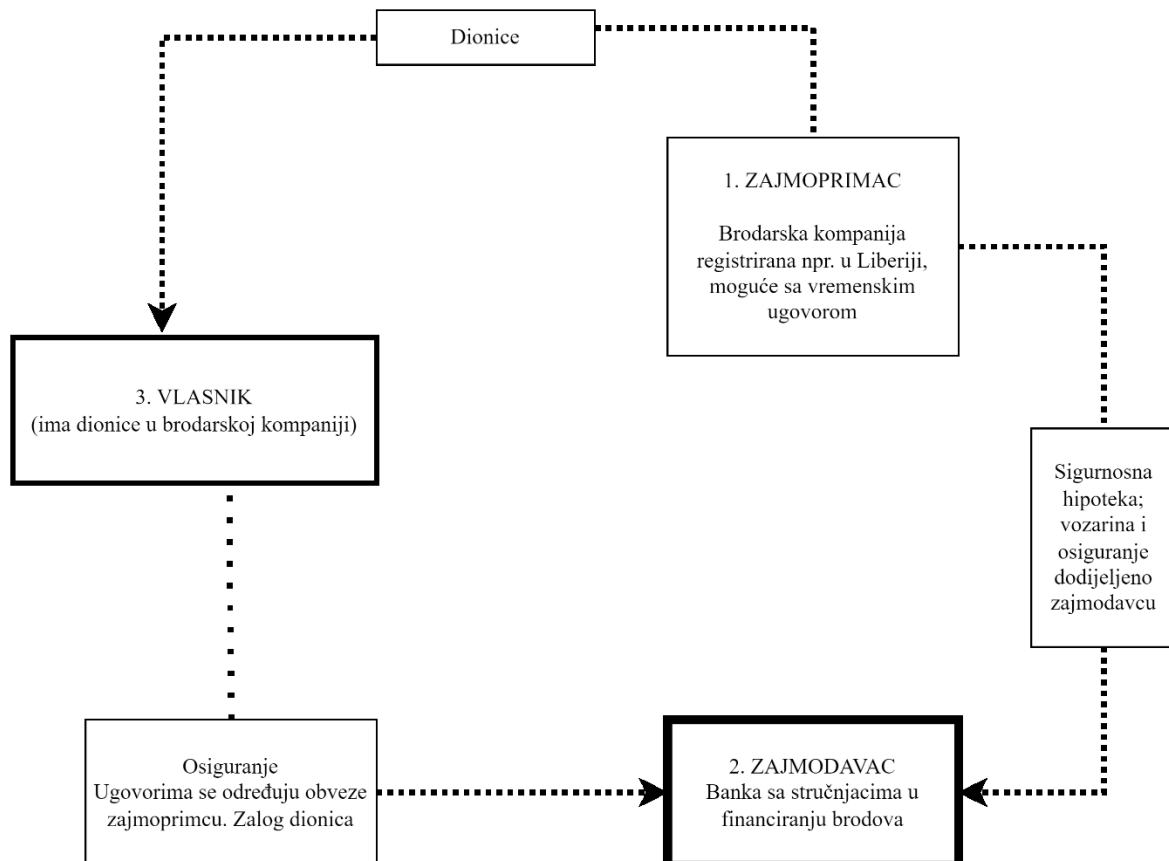 Dionice
1. ZAJMOPRIMAC
Brodarska kompanija
registrirana npr. u Liberiji,
moguće sa vremenskim
ugovorom
3. VLASNIK
(ima dionice u brodarskoj kompaniji)
Sigurnosna
hipoteka;
vozarina i
osiguranje
dodijeljeno
zajmodavcu
Osiguranje
Ugovorima se određuju obveze
zajmoprimcu. Zalog dionica
2. ZAJMODAVAC
Banka sa stručnjacima u
financiranju brodova